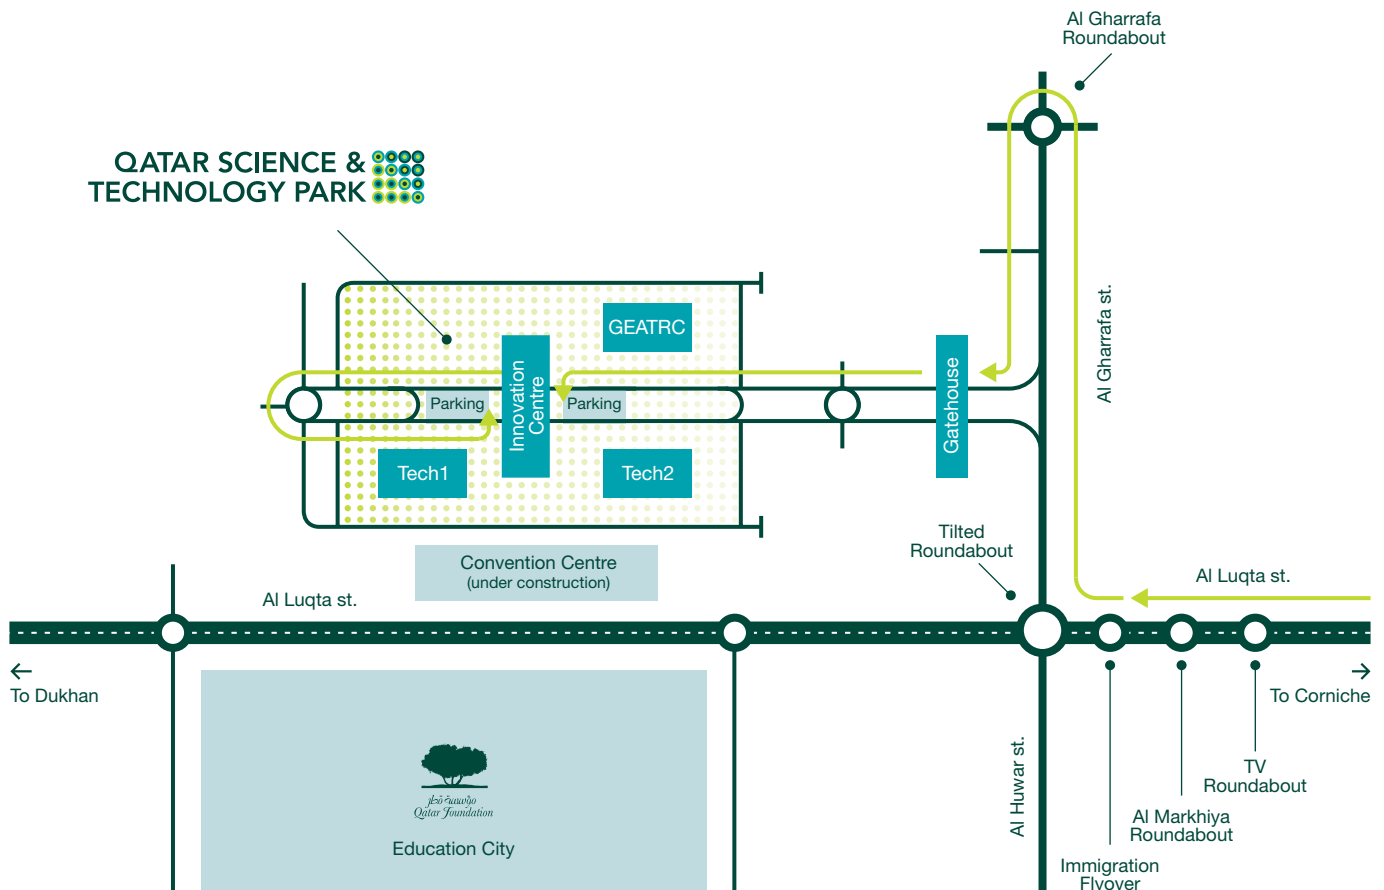 Al Gharrafa
Roundabout
QATAR SCIENCE &
TECHNOLOGY PARK
GEATRC
Innovation
Centre
Parking
Parking
Gatehouse
Al Gharrafa st.
Tech1
Tech2
Tilted
Roundabout
Convention Centre
(under construction)
Al Luqta st.
Al Luqta st.
To Dukhan
To Corniche
مؤسسة قطر
Qatar Foundation
Education City
Al Huwar st.
TV
Roundabout
Al Markhiya
Roundabout
Immigration
Flyover